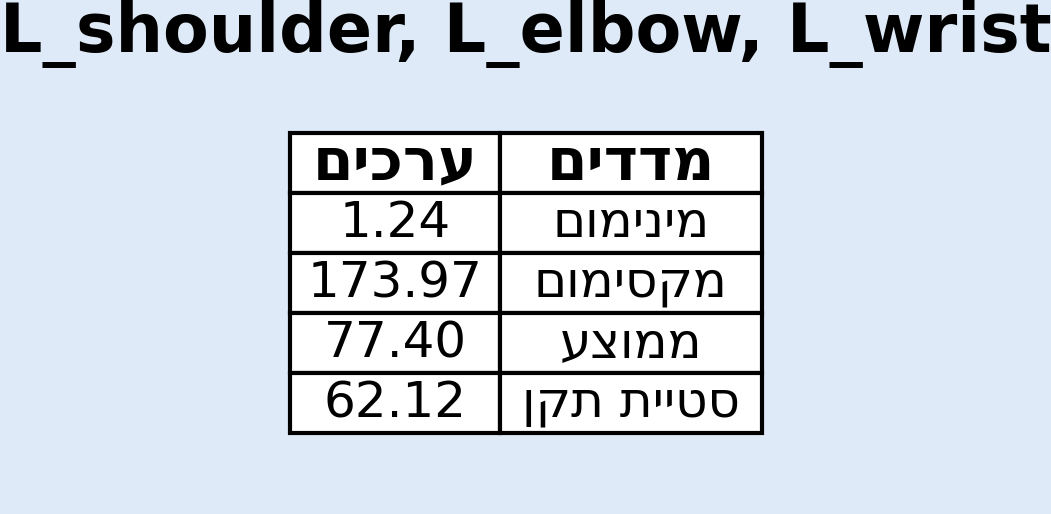 L_shoulder, L_elbow, L_wrist
מדדים ערכים
מינימום 1.24
מקסימום 173.97
ממוצע 77.40
סטיית תקן 62.12